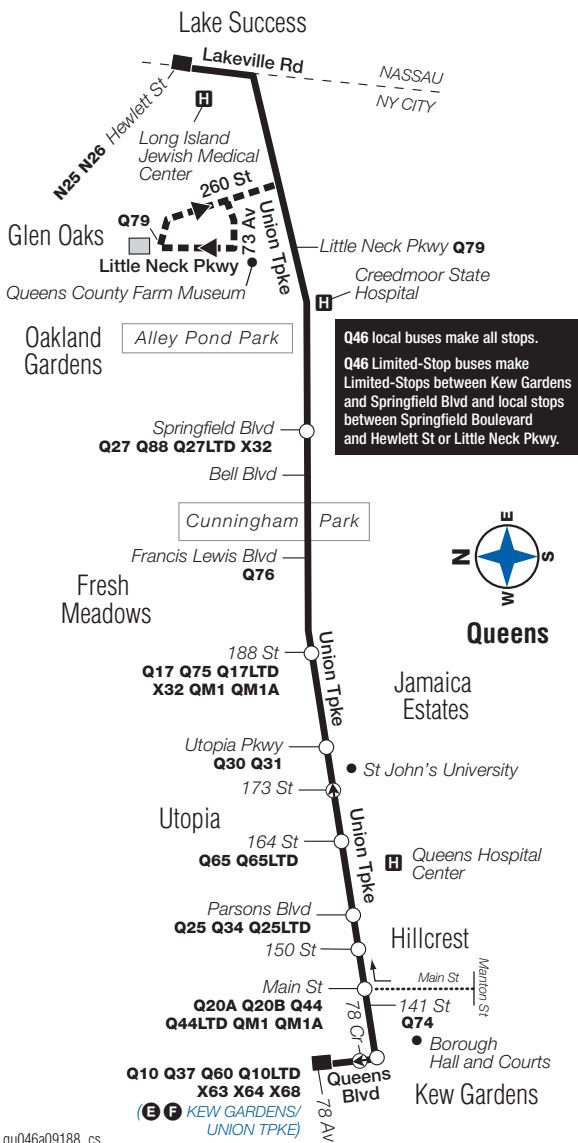 Lake Success
Lakeville Rd
NASSAU
NY CITY
N25 N26 Hewlett St
H
Long Island
Jewish Medical
Center
260 St
Q79
73 Av
Union Tpke
Glen Oaks
Little Neck Pkwy
Little Neck Pkwy Q79
Queens County Farm Museum
H
Creedmoor State
Hospital
Oakland
Gardens
Alley Pond Park
Q46 local buses make all stops.
Q46 Limited-Stop buses make
Limited-Stops between Kew Gardens
and Springfield Blvd and local stops
between Springfield Boulevard
and Hewlett St or Little Neck Pkwy.
Springfield Blvd
Q27 Q88 Q27LTD X32
Bell Blvd
Cunningham Park
Francis Lewis Blvd
Q76
N
E
S
W
Queens
Fresh
Meadows
188 St
Q17 Q75 Q17LTD
X32 QM1 QM1A
Union Tpke
Jamaica
Estates
Utopia Pkwy
Q30 Q31
St John's University
173 St
Utopia
Union Tpke
164 St
Q65 Q65LTD
H
Queens Hospital
Center
Parsons Blvd
Q25 Q34 Q25LTD
Hillcrest
150 St
Main St
Manton St
Main St
Q20A Q20B Q44
Q44LTD QM1 QM1A
141 St
Q74
78 Cr
Borough
Hall and Courts
Q10 Q37 Q60 Q10LTD
X63 X64 X68
(E F KEW GARDENS/
UNION TPKE)
Queens
Blvd
78 Av
Kew Gardens
qu046a09188_cs